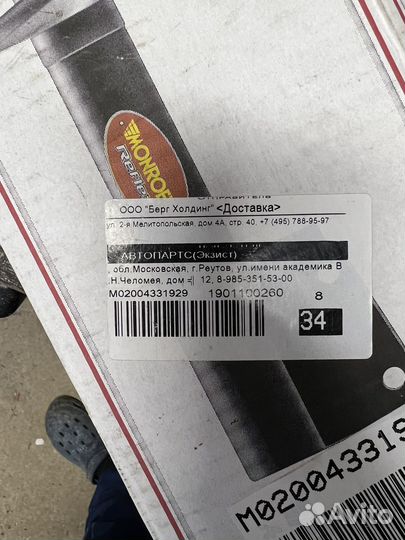 MONROE
Reflex
ООО "Берг Холдинг" <Доставка>
ул. 2-я Мелитопольская, дом 4А, стр. 40, +7 (495) 788-95-97
АВТОПАРТС(Экзист)
, обл.Московская, г.Реутов, ул.имени академика В
.Н.Челомея, дом 12, 8-985-351-53-00
M02004331929 1901100260 8
34
M020043319
Avito